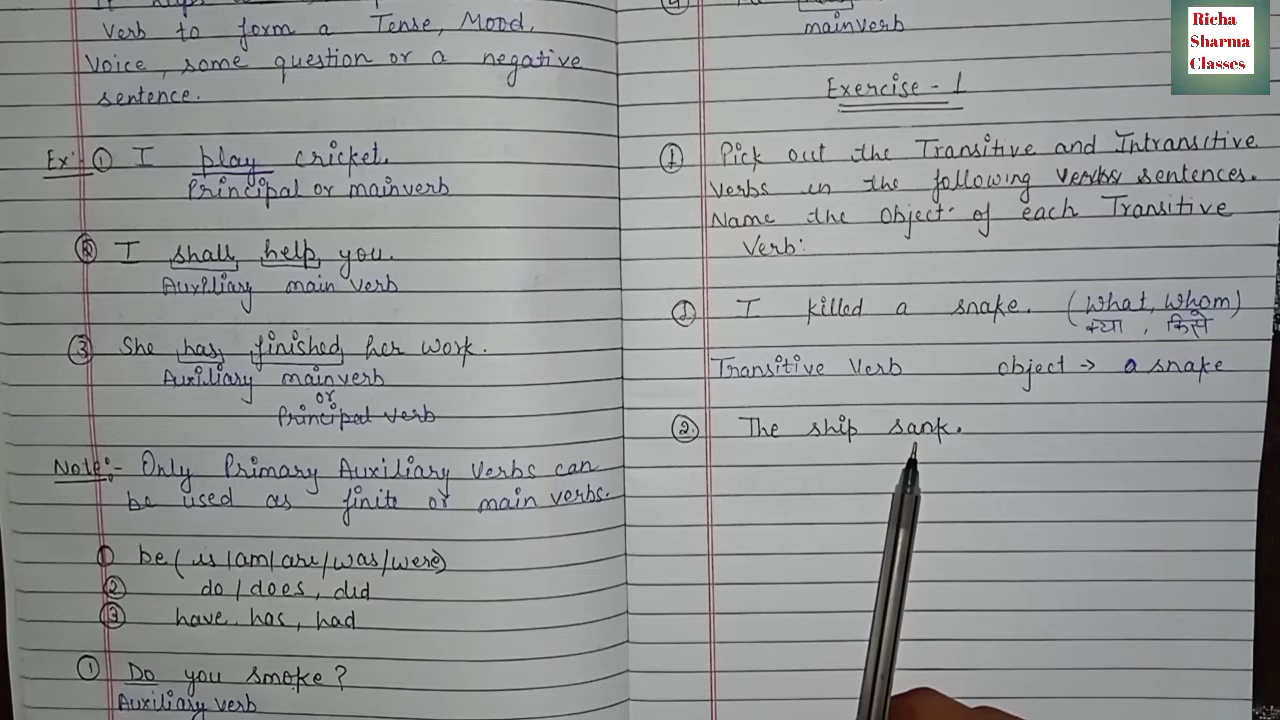 verb to form a Tense, Mood,
Voice, some question or a negative
sentence.
Ex:- ① I play cricket.
Principal or mainverb
② I shall help you.
Auxiliary main verb
③ She has finished her work.
Auxiliary mainverb
or
Principal verb
Note:- Only Primary Auxiliary Verbs can
be used as finite or main verbs.
① be (is/am/are/was/were)
② do/does, did
③ have, has, had
① Do you smoke?
Auxiliary verb
④
mainverb
Exercise - 1
① Pick out the Transitive and Intransitive
Verbs in the following verbs sentences.
Name the object of each Transitive
Verb:
① I killed a snake. (What, Whom)
क्या, किसे
Transitive Verb object → a snake
② The ship sank.
Richa
Sharma
Classes